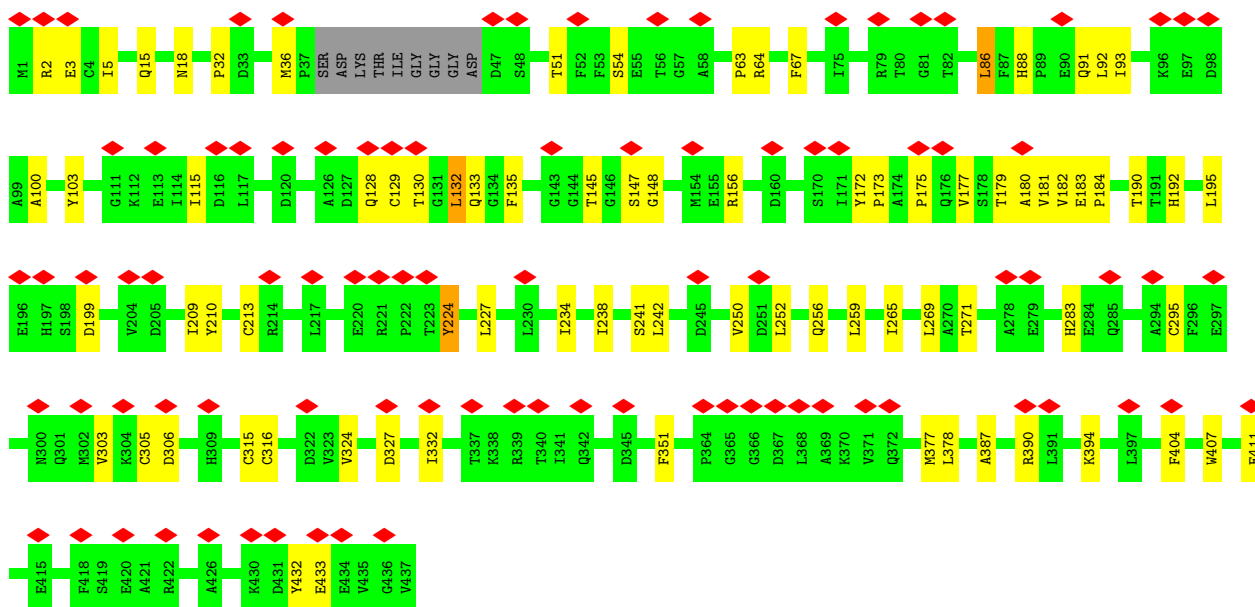 M1 R2 E3 C4 I5 Q15 N18 P32 D33 M36 P37 SER ASP LYS THR ILE GLY GLY GLY ASP D47 S48 T51 F52 F53 S54 E55 T56 G57 A58 P63 R64 F67 I75 R79 T80 G81 T82 L86 F87 H88 P89 E90 Q91 L92 I93 K96 E97 D98
A99 A100 Y103 G111 K112 E113 I114 I115 D116 L117 D120 A126 D127 Q128 C129 T130 G131 L132 Q133 G134 F135 G143 G144 T145 G146 S147 G148 M154 E155 R156 D160 S170 I171 Y172 P173 A174 P175 Q176 V177 S178 T179 A180 V181 V182 E183 P184 T190 T191 H192 L195
E196 H197 S198 D199 V204 D205 I209 Y210 C213 R214 L217 E220 R221 P222 T223 Y224 L227 L230 I234 I238 S241 L242 D245 V250 D251 L252 Q256 L259 I265 L269 A270 T271 A278 E279 H283 E284 Q285 A294 C295 F296 E297
N300 Q301 M302 V303 K304 C305 D306 H309 C315 C316 D322 V323 V324 D327 I332 T337 K338 R339 T340 I341 Q342 D345 F351 P364 G365 G366 D367 L368 A369 K370 V371 Q372 M377 L378 A387 R390 L391 K394 L397 F404 W407 E411
E415 F418 S419 E420 A421 R422 A426 K430 D431 Y432 E433 E434 V435 G436 V437